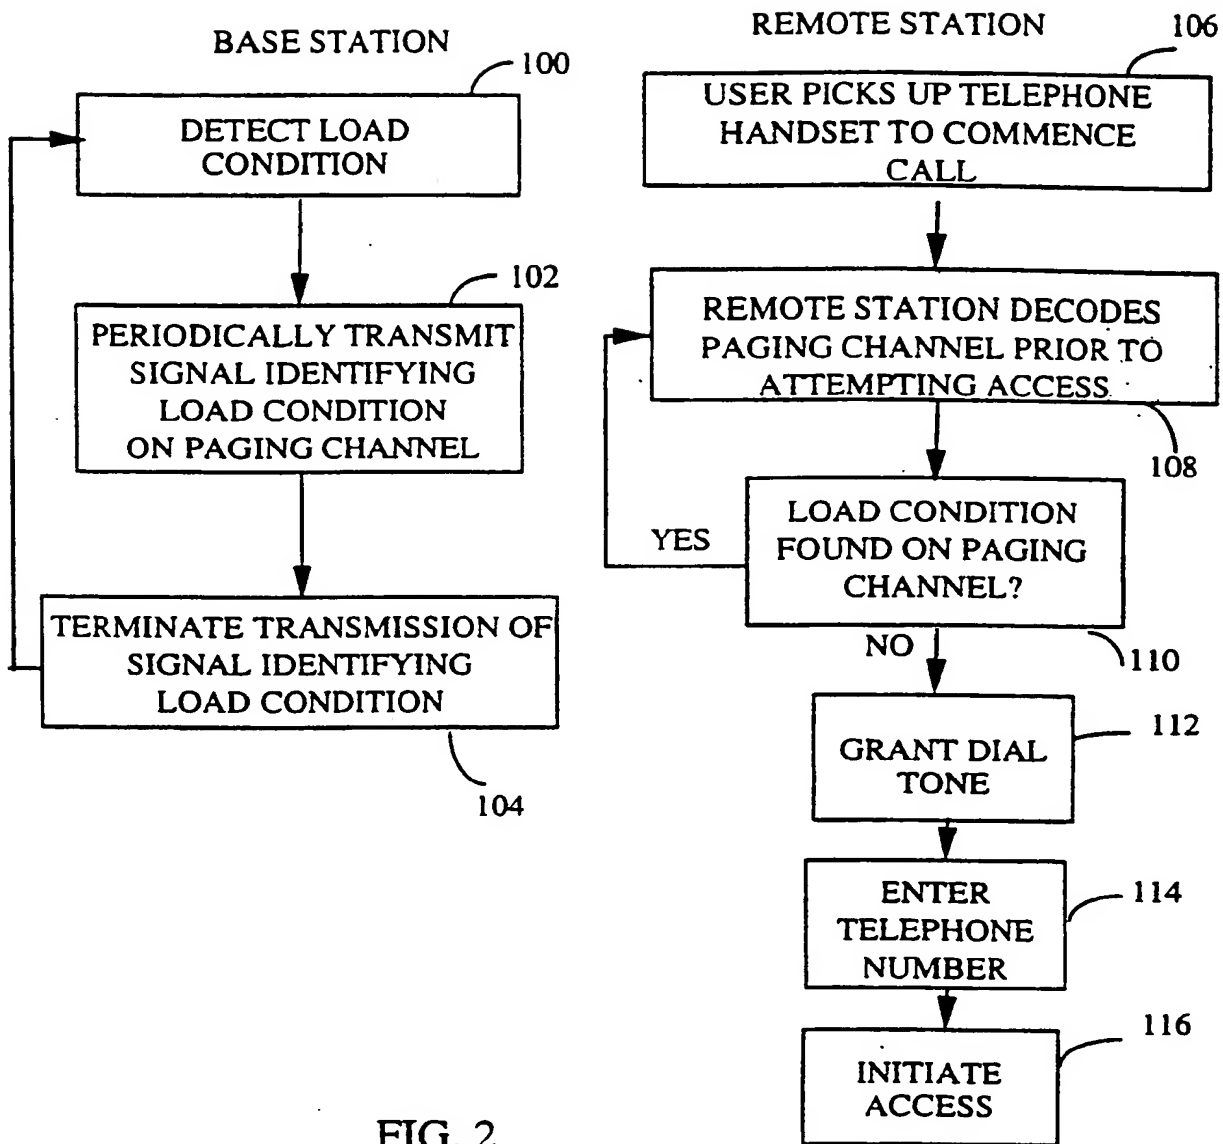 BASE STATION
100
DETECT LOAD
CONDITION
102
PERIODICALLY TRANSMIT
SIGNAL IDENTIFYING
LOAD CONDITION
ON PAGING CHANNEL
TERMINATE TRANSMISSION OF
SIGNAL IDENTIFYING
LOAD CONDITION
104
REMOTE STATION
106
USER PICKS UP TELEPHONE
HANDSET TO COMMENCE
CALL
REMOTE STATION DECODES
PAGING CHANNEL PRIOR TO
ATTEMPTING ACCESS
108
LOAD CONDITION
FOUND ON PAGING
CHANNEL?
YES
NO
110
112
GRANT DIAL
TONE
114
ENTER
TELEPHONE
NUMBER
116
INITIATE
ACCESS
FIG. 2